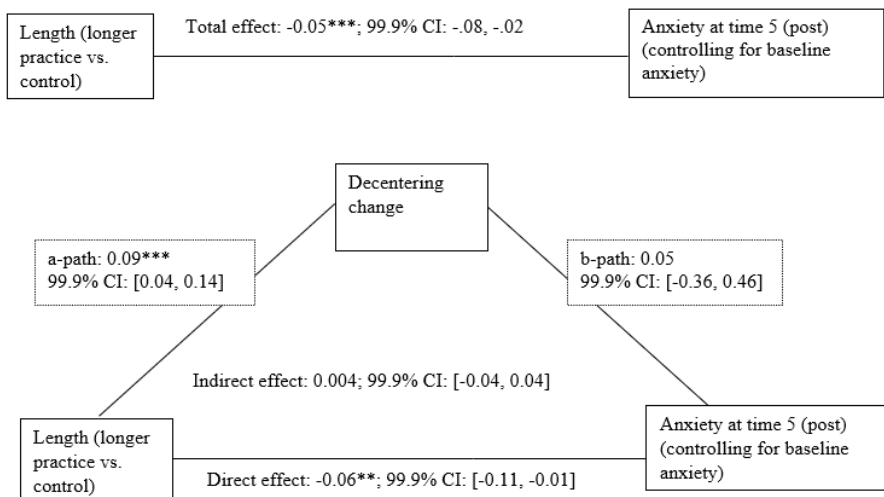 Total effect: -0.05***; 99.9% CI: -.08, -.02
Length (longer
practice vs.
control)
Anxiety at time 5 (post)
(controlling for baseline
anxiety)
Decentering
change
a-path: 0.09***
99.9% CI: [0.04, 0.14]
b-path: 0.05
99.9% CI: [-0.36, 0.46]
Indirect effect: 0.004; 99.9% CI: [-0.04, 0.04]
Length (longer
practice vs.
control)
Anxiety at time 5 (post)
(controlling for baseline
anxiety)
Direct effect: -0.06**; 99.9% CI: [-0.11, -0.01]